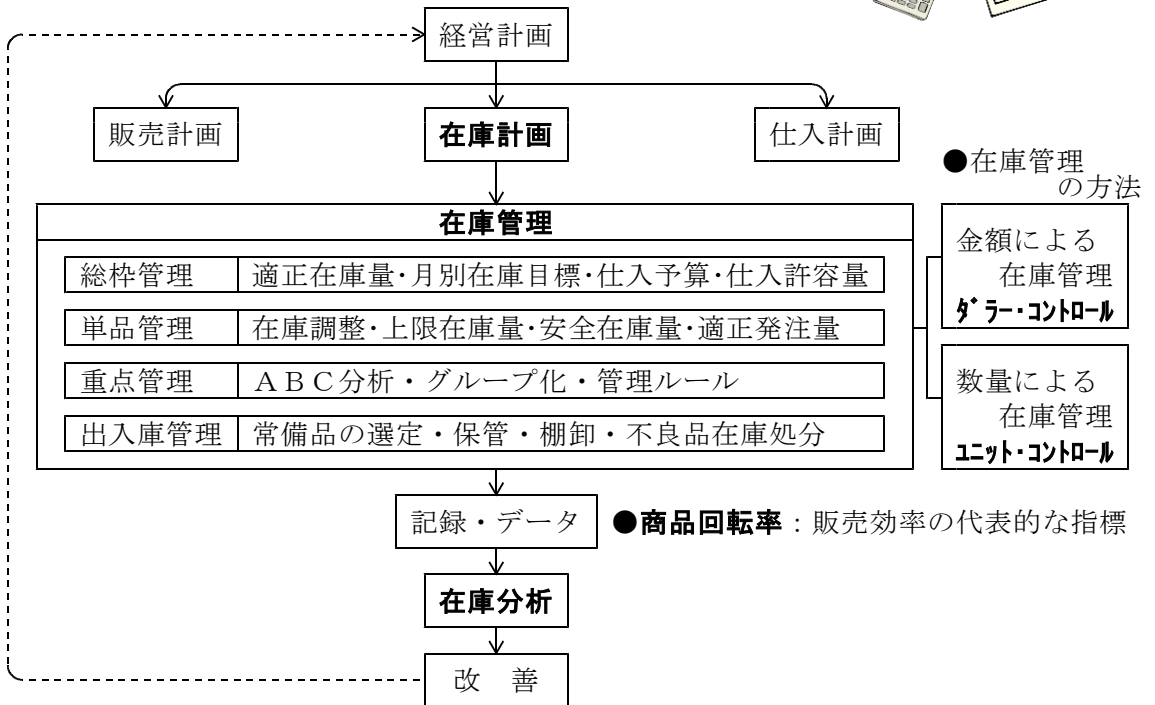 経営計画
販売計画
在庫計画
仕入計画
●在庫管理
の方法
在庫管理
総枠管理 適正在庫量･月別在庫目標･仕入予算･仕入許容量
単品管理 在庫調整･上限在庫量･安全在庫量･適正発注量
重点管理 ＡＢＣ分析・グループ化・管理ルール
出入庫管理 常備品の選定・保管・棚卸・不良品在庫処分
金額による
在庫管理
ﾀﾞﾗｰ･ｺﾝﾄﾛｰﾙ
数量による
在庫管理
ﾕﾆｯﾄ･ｺﾝﾄﾛｰﾙ
記録・データ
●商品回転率：販売効率の代表的な指標
在庫分析
改　善